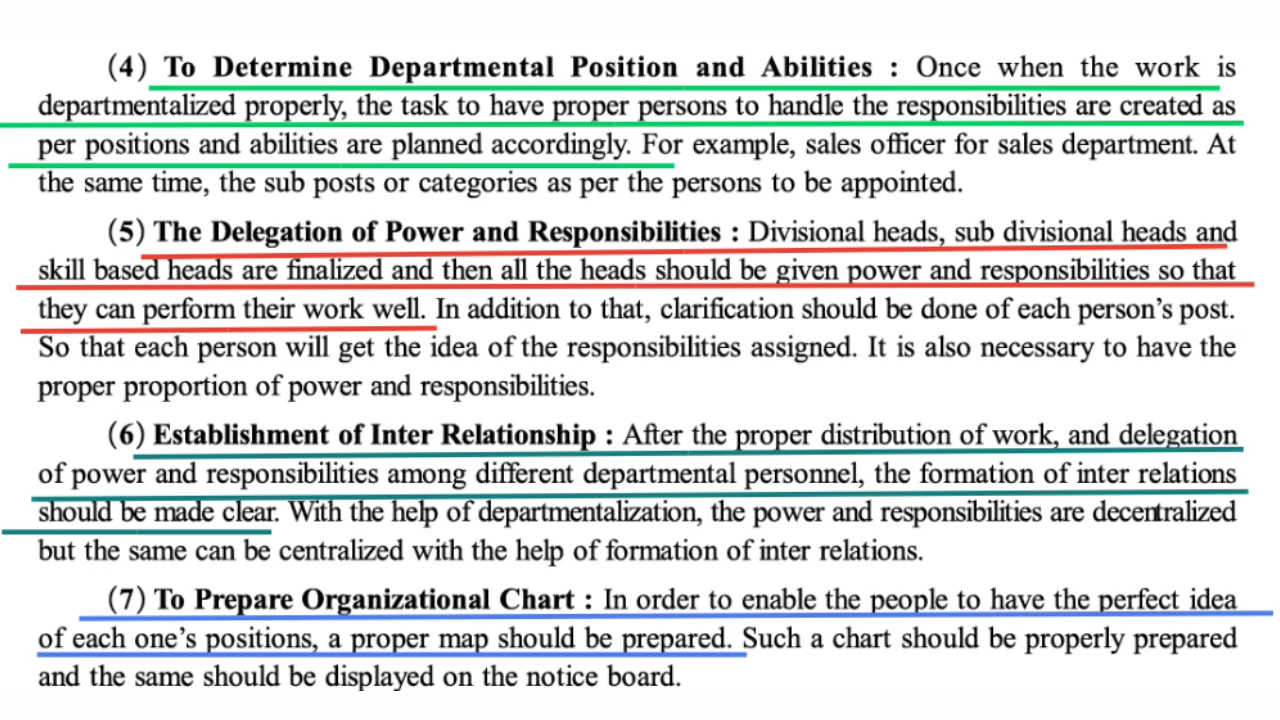 (4) To Determine Departmental Position and Abilities : Once when the work is
departmentalized properly, the task to have proper persons to handle the responsibilities are created as
per positions and abilities are planned accordingly. For example, sales officer for sales department. At
the same time, the sub posts or categories as per the persons to be appointed.
(5) The Delegation of Power and Responsibilities : Divisional heads, sub divisional heads and
skill based heads are finalized and then all the heads should be given power and responsibilities so that
they can perform their work well. In addition to that, clarification should be done of each person’s post.
So that each person will get the idea of the responsibilities assigned. It is also necessary to have the
proper proportion of power and responsibilities.
(6) Establishment of Inter Relationship : After the proper distribution of work, and delegation
of power and responsibilities among different departmental personnel, the formation of inter relations
should be made clear. With the help of departmentalization, the power and responsibilities are decentralized
but the same can be centralized with the help of formation of inter relations.
(7) To Prepare Organizational Chart : In order to enable the people to have the perfect idea
of each one’s positions, a proper map should be prepared. Such a chart should be properly prepared
and the same should be displayed on the notice board.